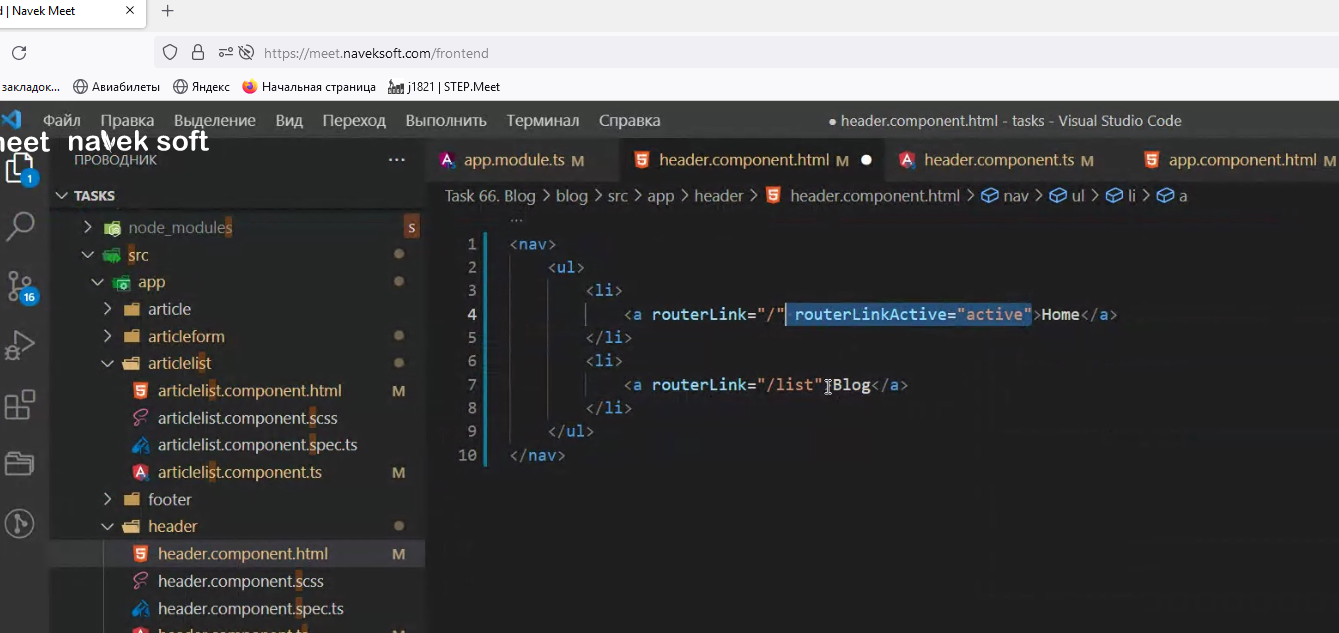 d | Navek Meet
https://meet.naveksoft.com/frontend
закладок... Авиабилеты Яндекс Начальная страница j1821 | STEP.Meet
Файл Правка Выделение Вид Переход Выполнить Терминал Справка ● header.component.html - tasks - Visual Studio Code
meet navek soft
ПРОВОДНИК ...
app.module.ts M header.component.html M header.component.ts M app.component.html M
1
TASKS
Task 66. Blog > blog > src > app > header > header.component.html > nav > ul > li > a
...
node_modules S
src
app
article
articleform
articlelist
articlelist.component.html M
articlelist.component.scss
articlelist.component.spec.ts
articlelist.component.ts M
footer
header
header.component.html M
header.component.scss
header.component.spec.ts
header.component.ts M
16
1 <nav>
2 <ul>
3 <li>
4 <a routerLink="/" routerLinkActive="active">Home</a>
5 </li>
6 <li>
7 <a routerLink="/list">Blog</a>
8 </li>
9 </ul>
10 </nav>